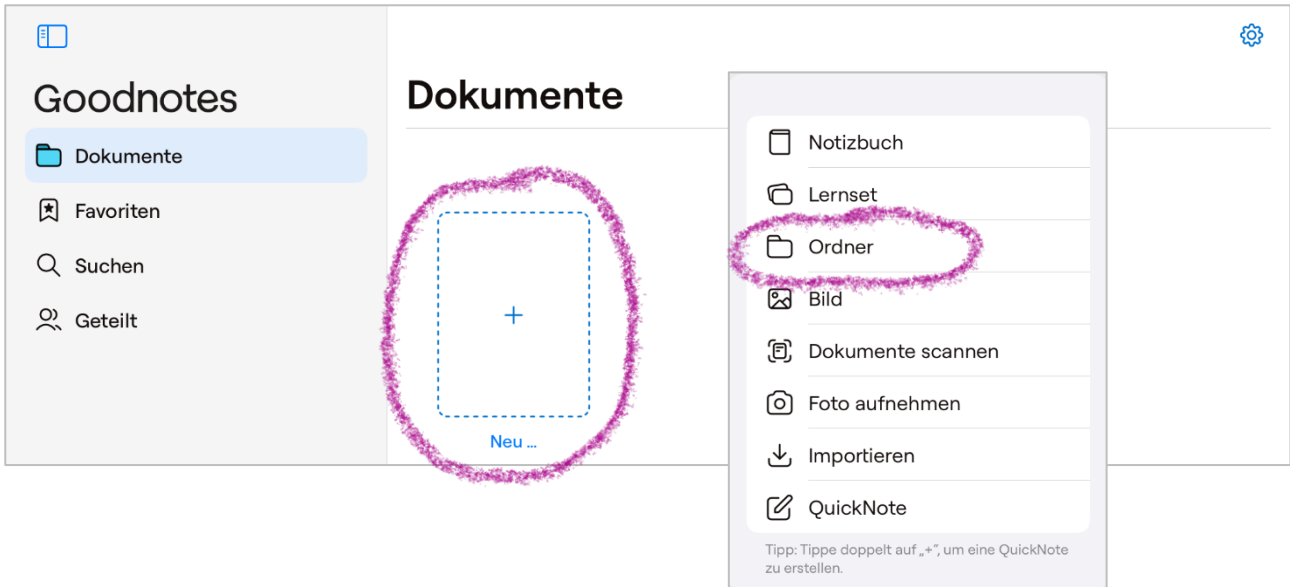 Goodnotes
Dokumente
Favoriten
Suchen
Geteilt
Dokumente
Neu ...
Notizbuch
Lernset
Ordner
Bild
Dokumente scannen
Foto aufnehmen
Importieren
QuickNote
Tipp: Tippe doppelt auf „+“, um eine QuickNote
zu erstellen.